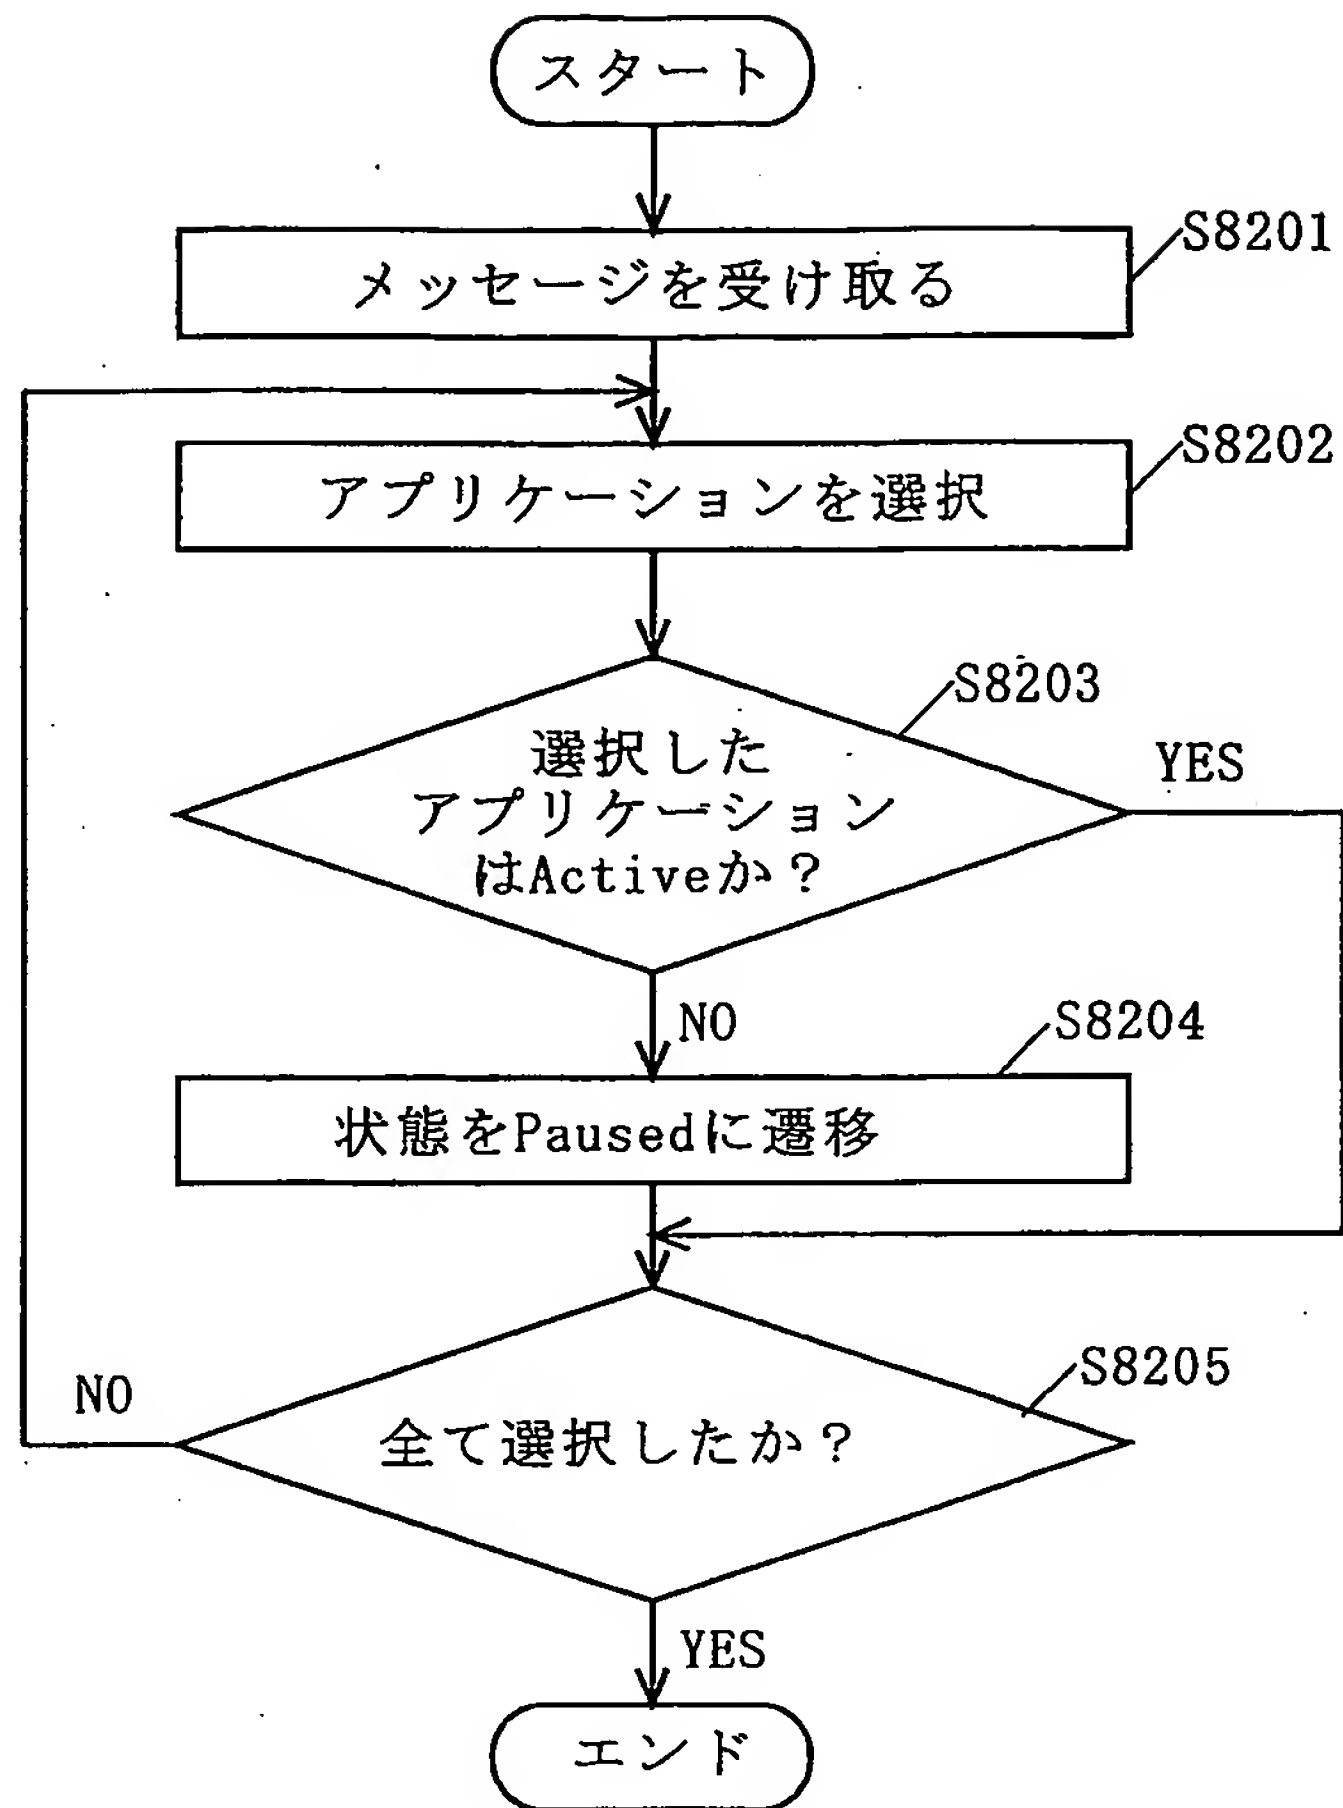 スタート
S8201
メッセージを受け取る
S8202
アプリケーションを選択
S8203
選択した
アプリケーション
はActiveか？
YES
NO
S8204
状態をPausedに遷移
S8205
NO
全て選択したか？
YES
エンド